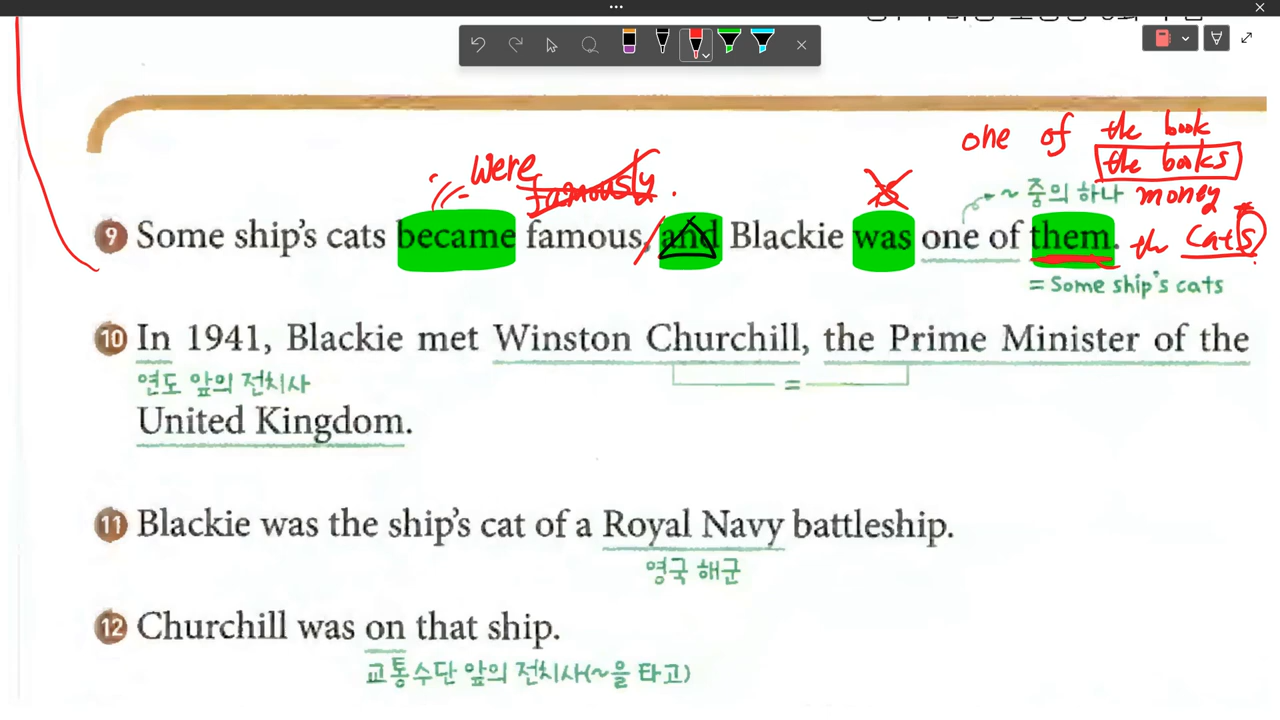 one of the book
the books
were
famously.
is
~ 중의 하나
money
9 Some ship's cats became famous, and Blackie was one of them.
the cats
= Some ship's cats
10 In 1941, Blackie met Winston Churchill, the Prime Minister of the
=
연도 앞의 전치사
United Kingdom.
11 Blackie was the ship's cat of a Royal Navy battleship.
영국 해군
12 Churchill was on that ship.
교통수단 앞의 전치사(~을 타고)